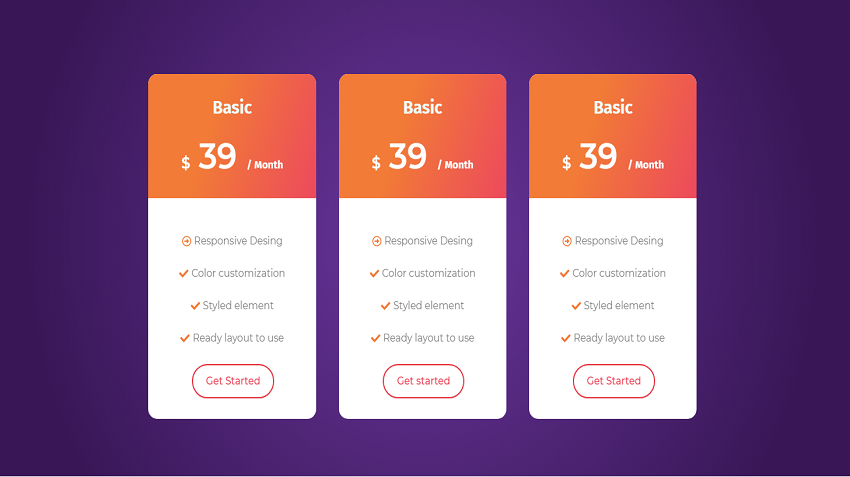 Basic
$ 39 / Month
Responsive Desing
Color customization
Styled element
Ready layout to use
Get Started
Basic
$ 39 / Month
Responsive Desing
Color customization
Styled element
Ready layout to use
Get started
Basic
$ 39 / Month
Responsive Desing
Color customization
Styled element
Ready layout to use
Get Started